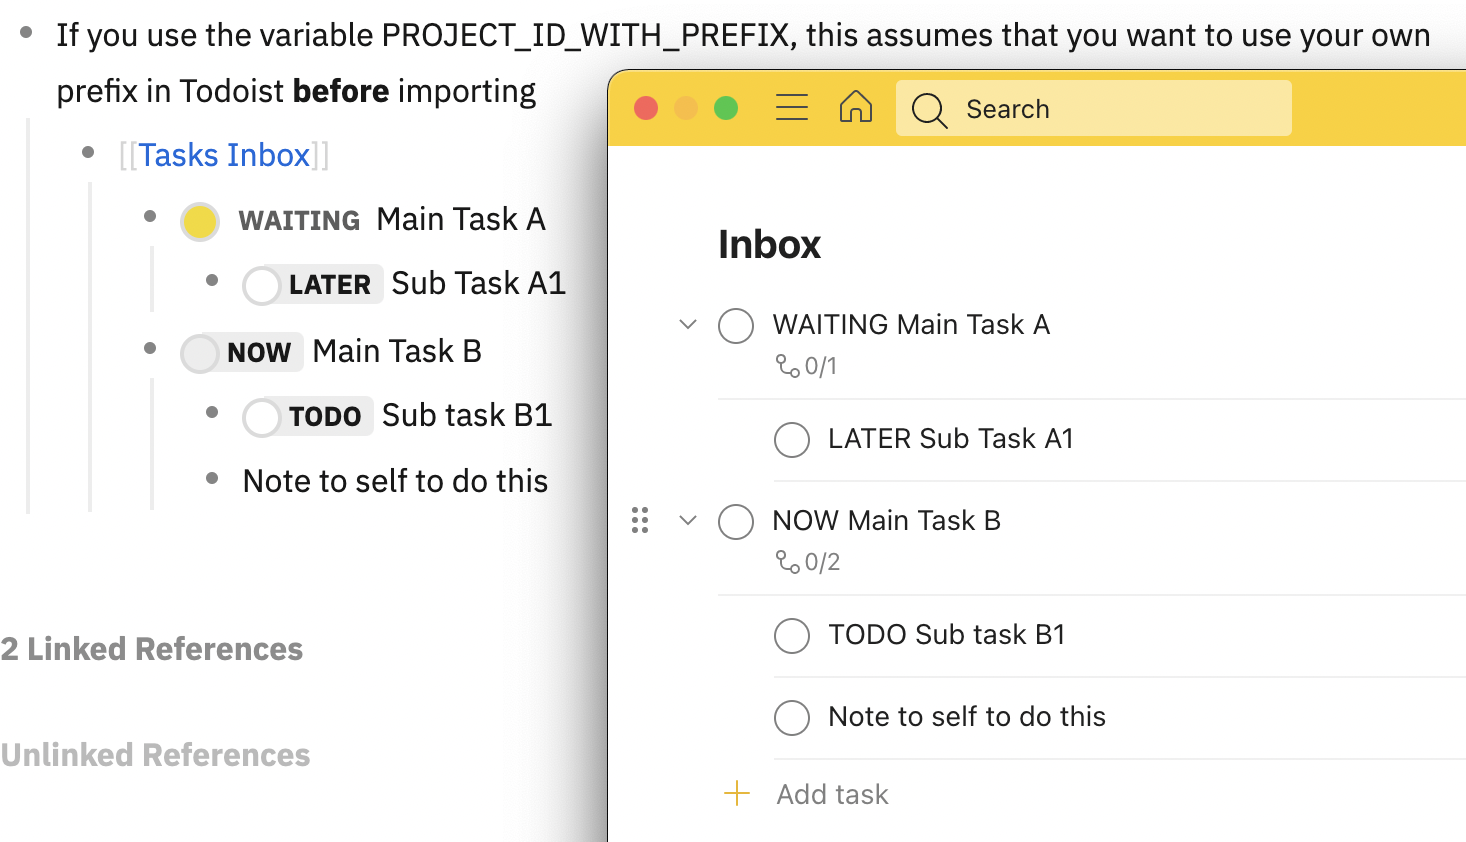 If you use the variable PROJECT_ID_WITH_PREFIX, this assumes that you want to use your own
prefix in Todoist before importing
[[Tasks Inbox]]
WAITING Main Task A
LATER Sub Task A1
NOW Main Task B
TODO Sub task B1
Note to self to do this
2 Linked References
Unlinked References
Search
Inbox
WAITING Main Task A
0/1
LATER Sub Task A1
NOW Main Task B
0/2
TODO Sub task B1
Note to self to do this
Add task